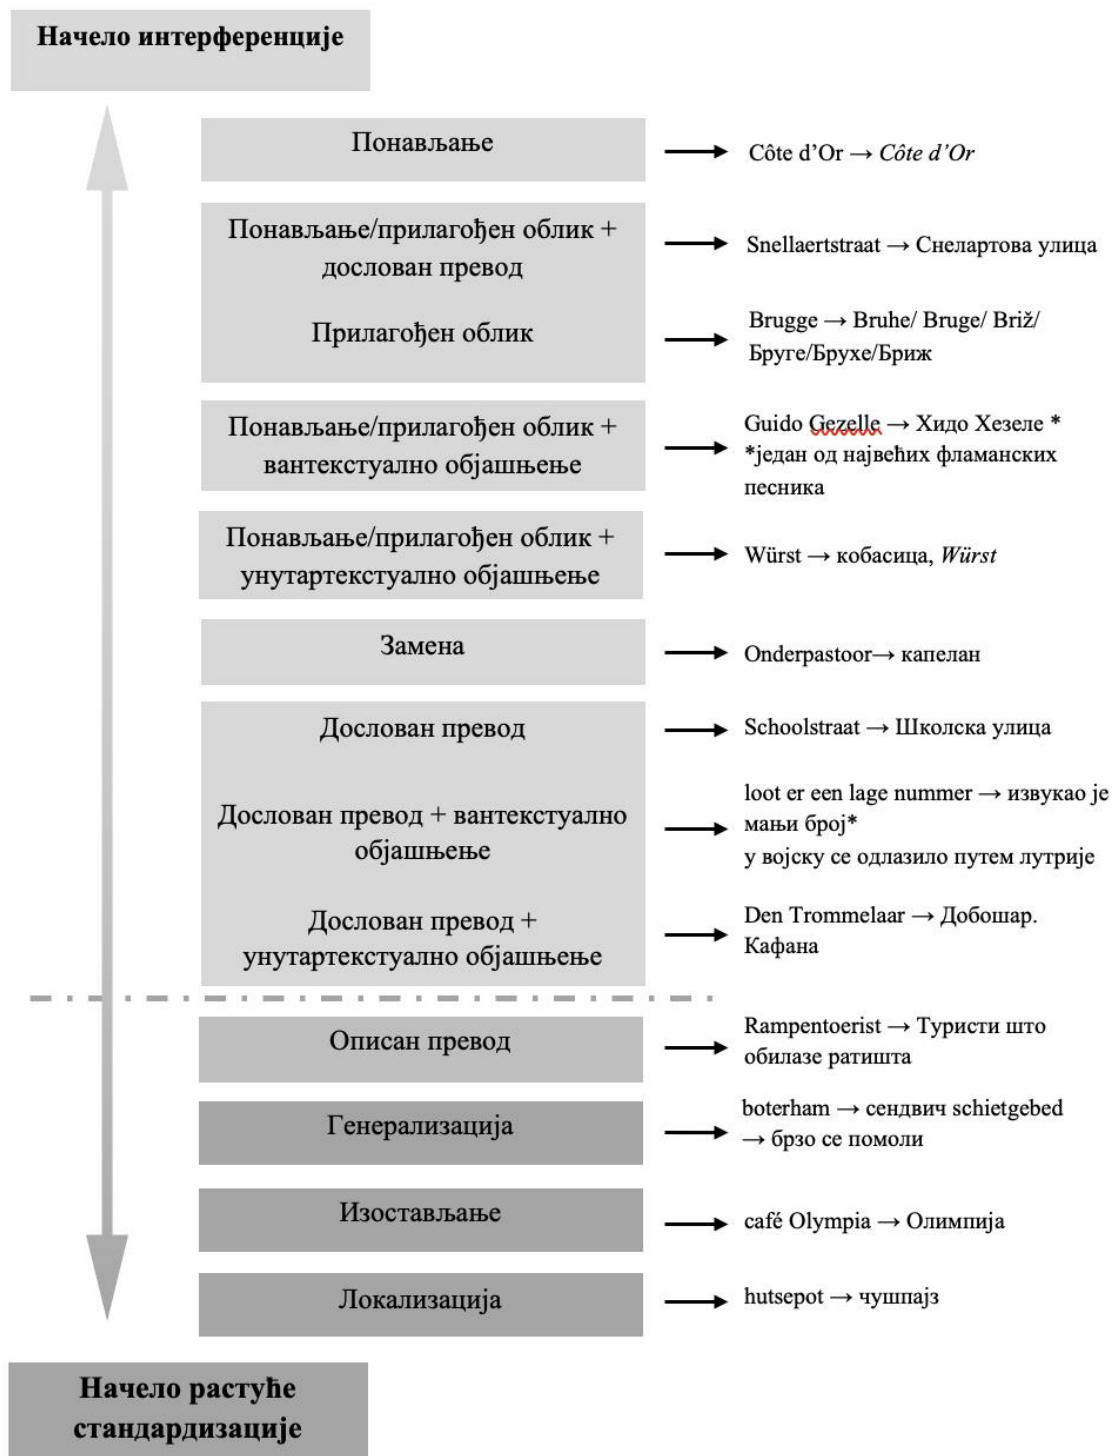 Начело интерференције
Понављање
Côte d’Or → Côte d’Or
Понављање/прилагођен облик +
дослован превод
Snellaertstraat → Снелартова улица
Прилагођен облик
Brugge → Bruhe/ Bruge/ Briž/
Бруге/Брухе/Бриж
Понављање/прилагођен облик +
вантекстуално објашњење
Guido Gezelle → Хидо Хезеле *
*један од највећих фламанских
песника
Понављање/прилагођен облик +
унутартекстуално објашњење
Würst → кобасица, Würst
Замена
Onderpastoor→ капелан
Дослован превод
Schoolstraat → Школска улица
Дослован превод + вантекстуално
објашњење
loot er een lage nummer → извукао је
мањи број*
у војску се одлазило путем лутрије
Дослован превод +
унутартекстуално објашњење
Den Trommelaar → Добошар.
Кафана
Описан превод
Rampentoerist → Туристи што
обилазе ратишта
Генерализација
boterham → сендвич schietgebed
→ брзо се помоли
Изостављање
café Olympia → Олимпија
Локализација
hutsepot → чушпајз
Начело растуће
стандардизације